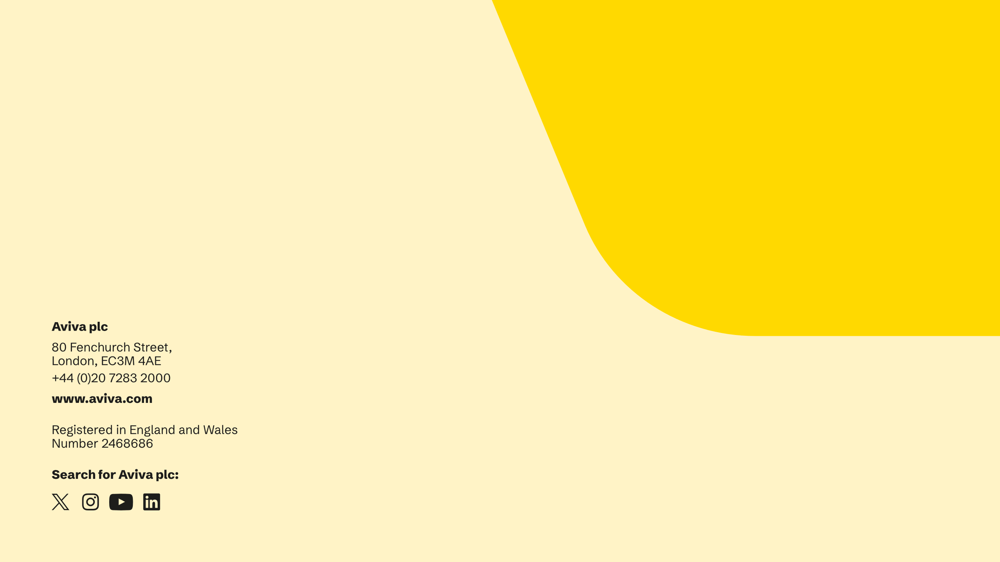 Aviva plc
80 Fenchurch Street,
London, EC3M 4AE
+44 (0)20 7283 2000
www.aviva.com
Registered in England and Wales
Number 2468686
Search for Aviva plc: